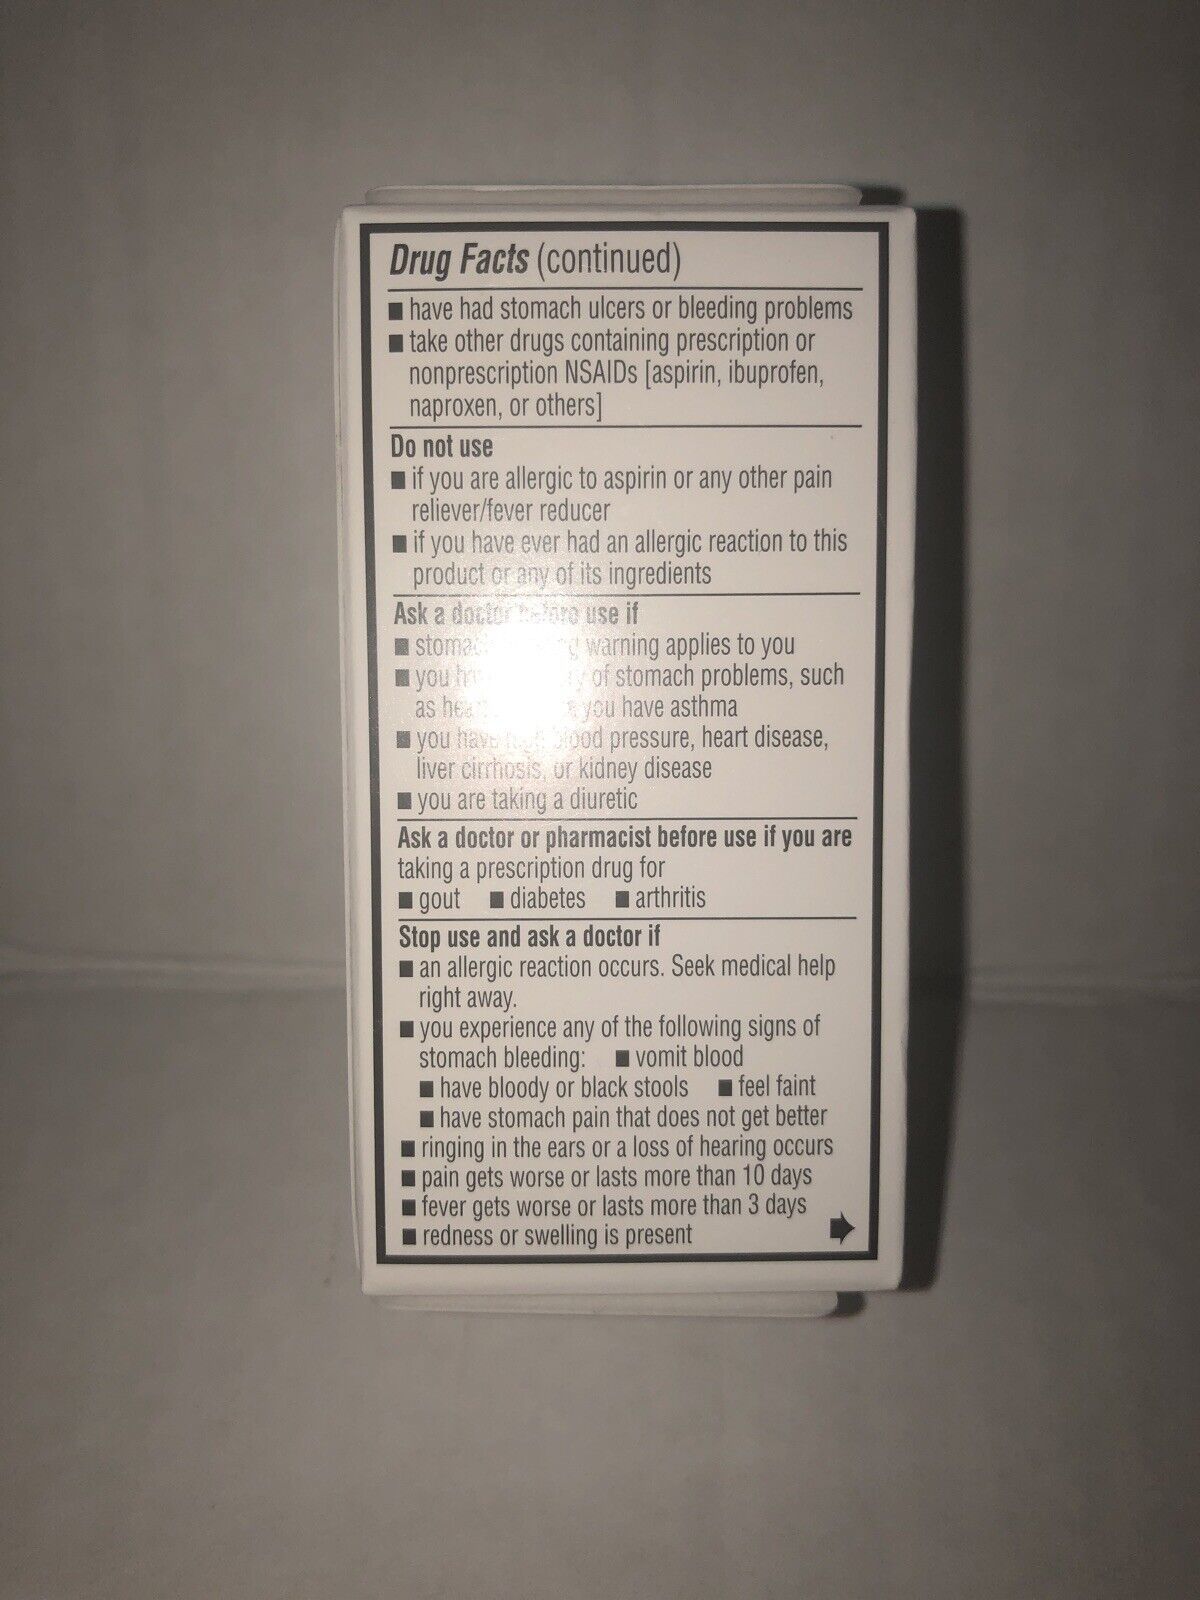 Drug Facts (continued)
■ have had stomach ulcers or bleeding problems
■ take other drugs containing prescription or
nonprescription NSAIDs [aspirin, ibuprofen,
naproxen, or others]
Do not use
■ if you are allergic to aspirin or any other pain
reliever/fever reducer
■ if you have ever had an allergic reaction to this
product or any of its ingredients
Ask a doctor before use if
■ warning applies to you
■ you of stomach problems, such
as you have asthma
■ you have blood pressure, heart disease,
liver cirrhosis, or kidney disease
■ you are taking a diuretic
Ask a doctor or pharmacist before use if you are
taking a prescription drug for
■ gout ■ diabetes ■ arthritis
Stop use and ask a doctor if
■ an allergic reaction occurs. Seek medical help
right away.
■ you experience any of the following signs of
stomach bleeding: ■ vomit blood
■ have bloody or black stools ■ feel faint
■ have stomach pain that does not get better
■ ringing in the ears or a loss of hearing occurs
■ pain gets worse or lasts more than 10 days
■ fever gets worse or lasts more than 3 days
■ redness or swelling is present